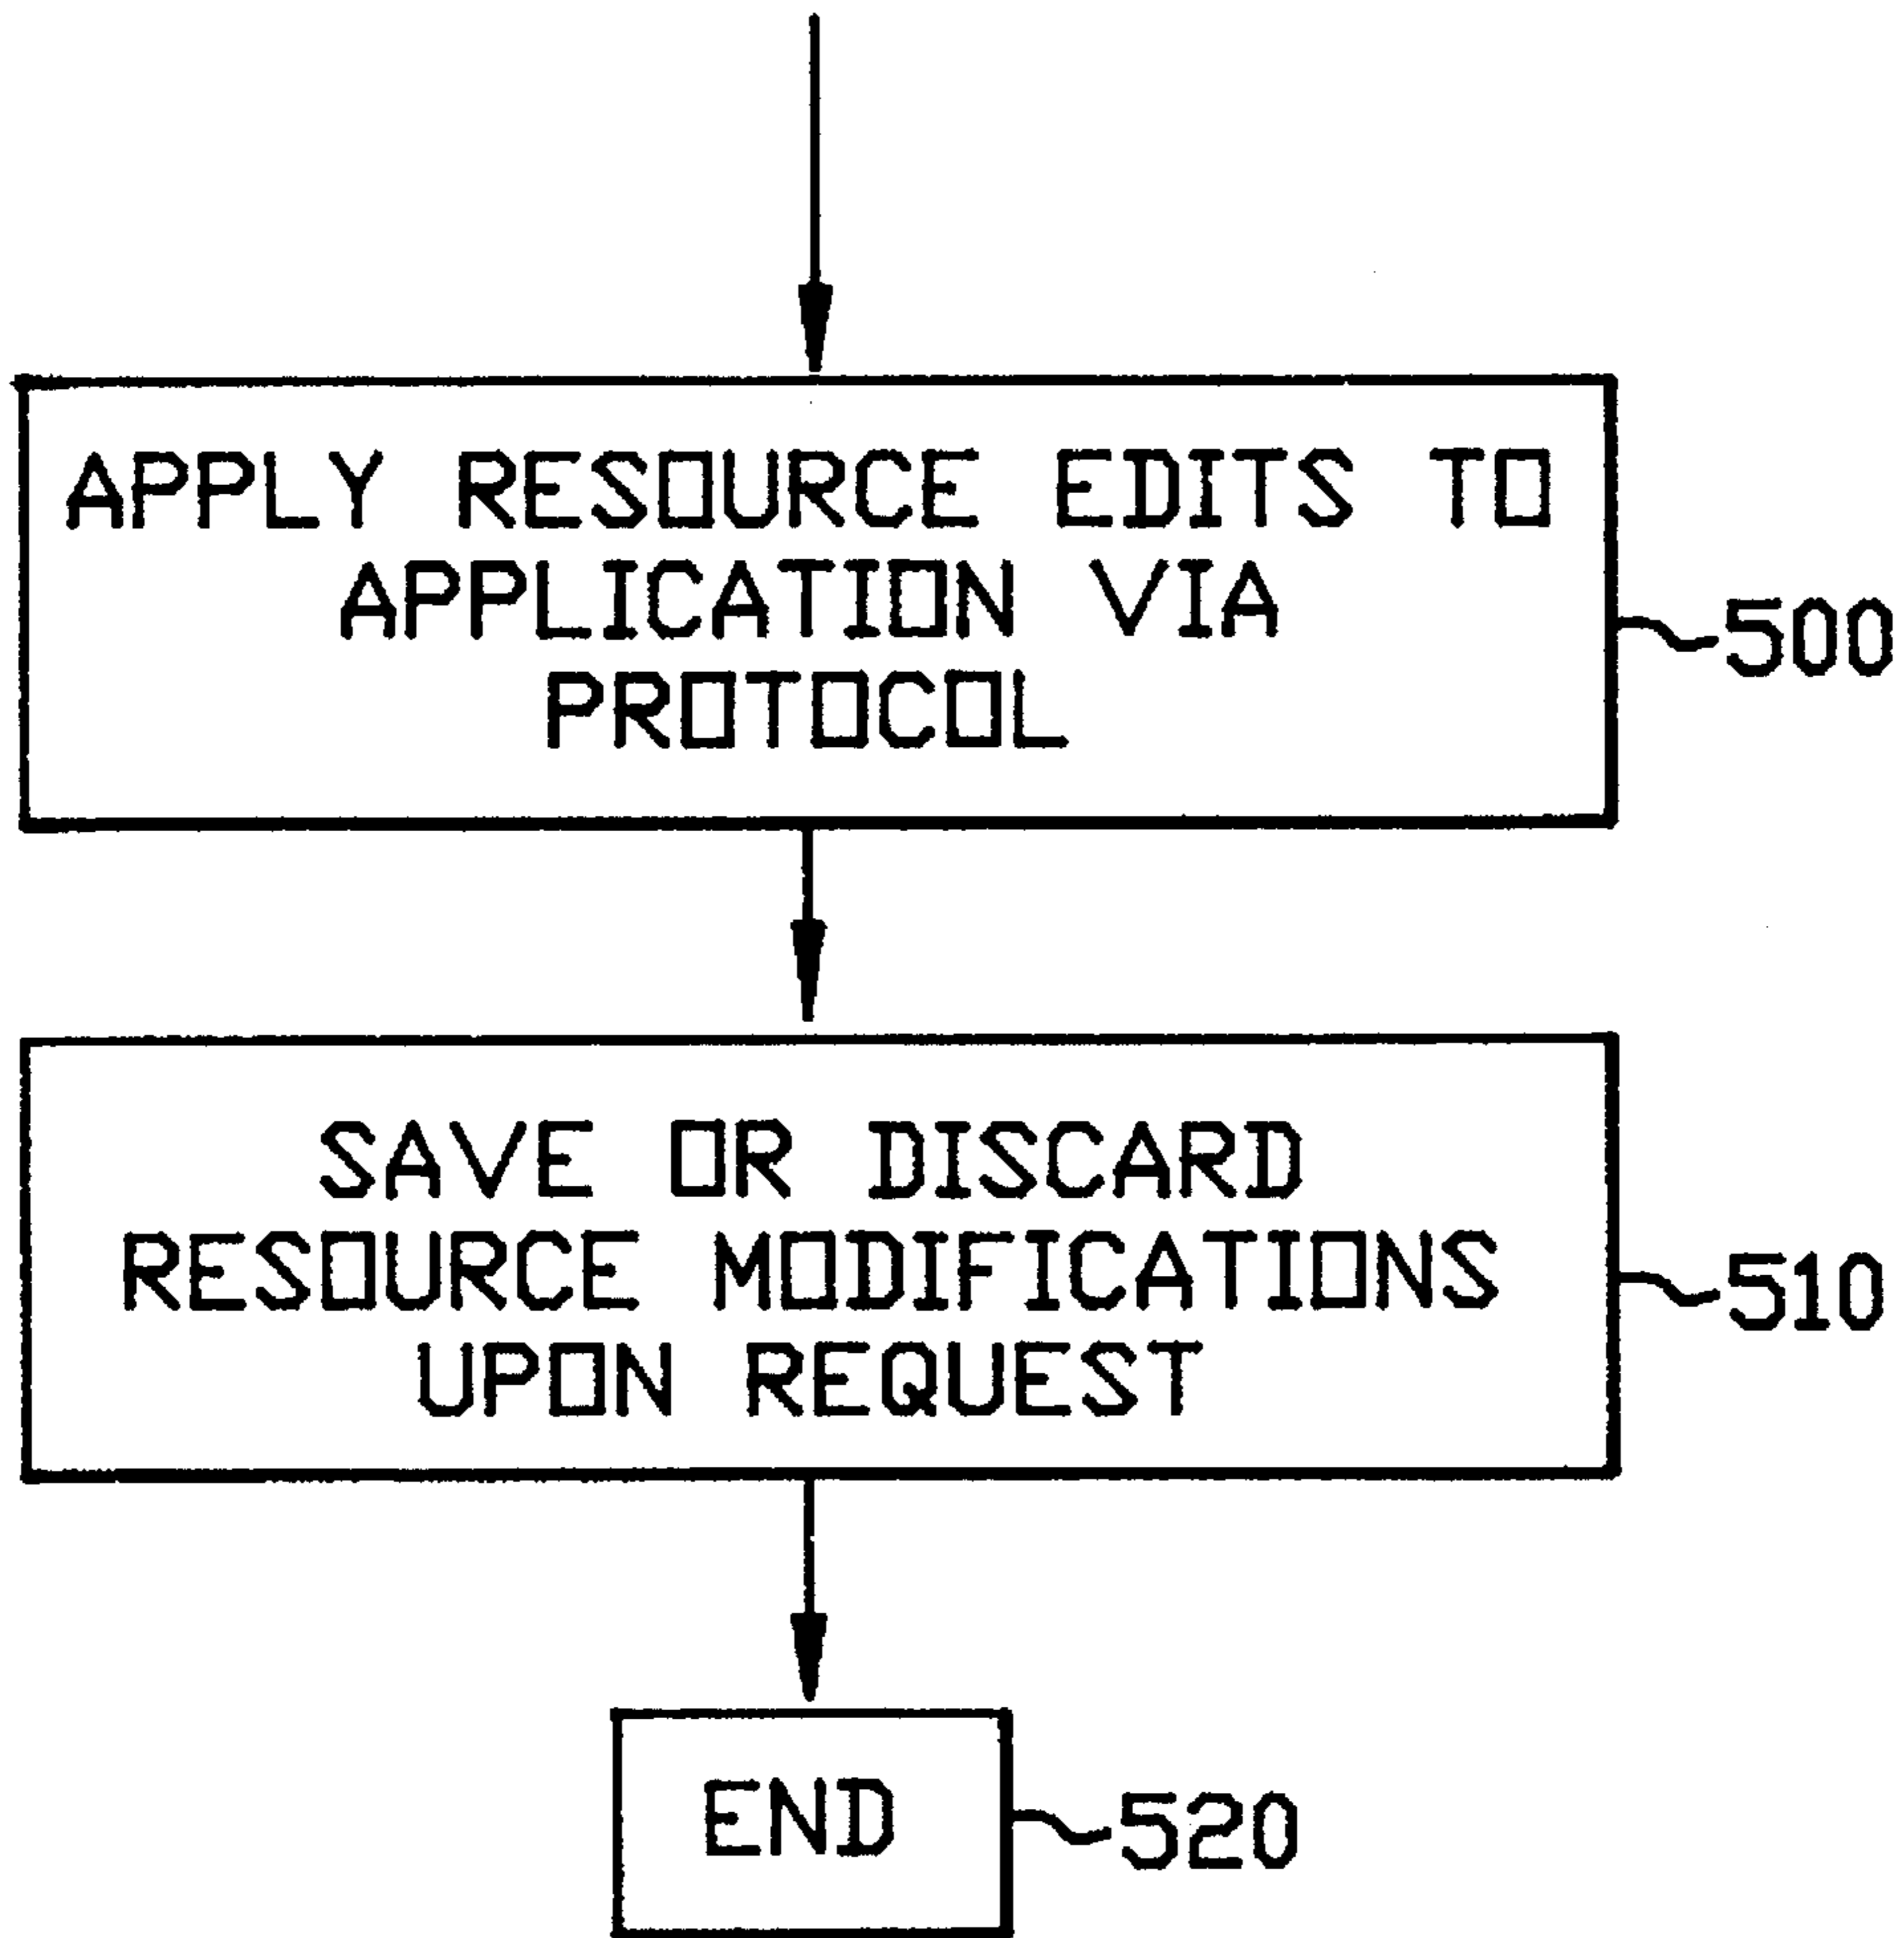 APPLY RESOURCE EDITS TO
APPLICATION VIA
PROTOCOL
500
SAVE OR DISCARD
RESOURCE MODIFICATIONS
UPON REQUEST
510
END
520